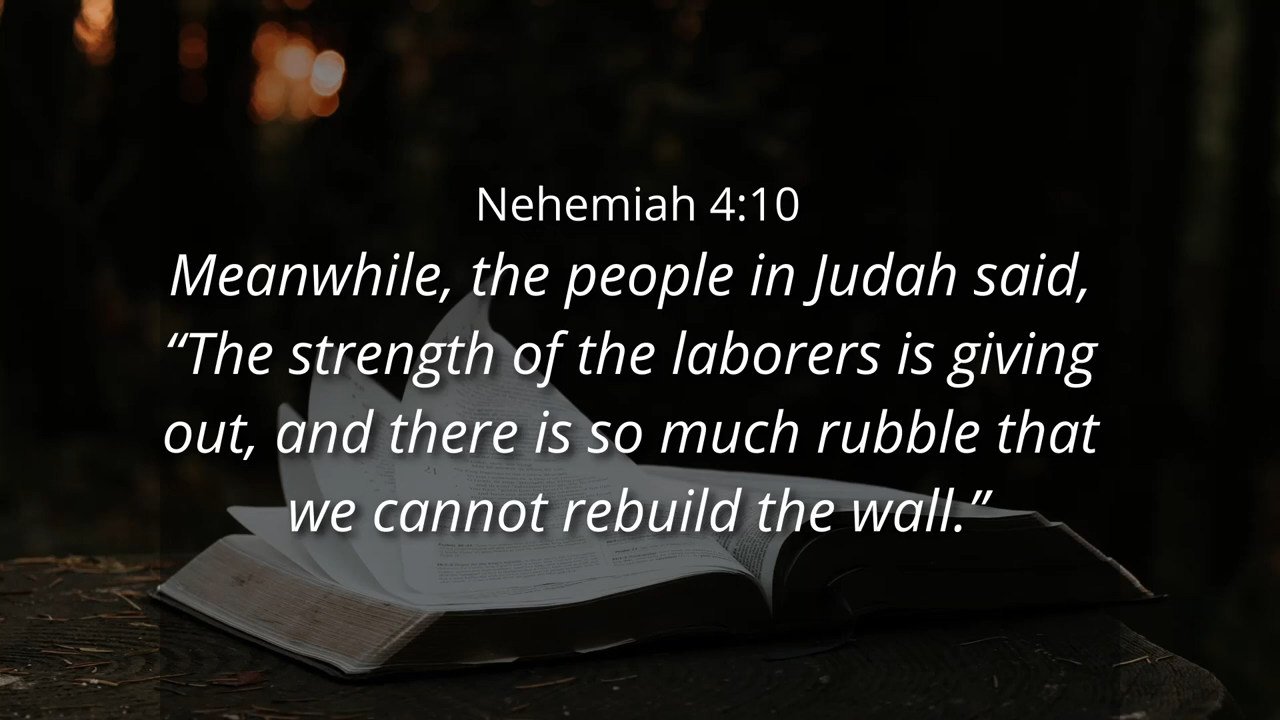 Nehemiah 4:10
Meanwhile, the people in Judah said,
“The strength of the laborers is giving
out, and there is so much rubble that
we cannot rebuild the wall.”